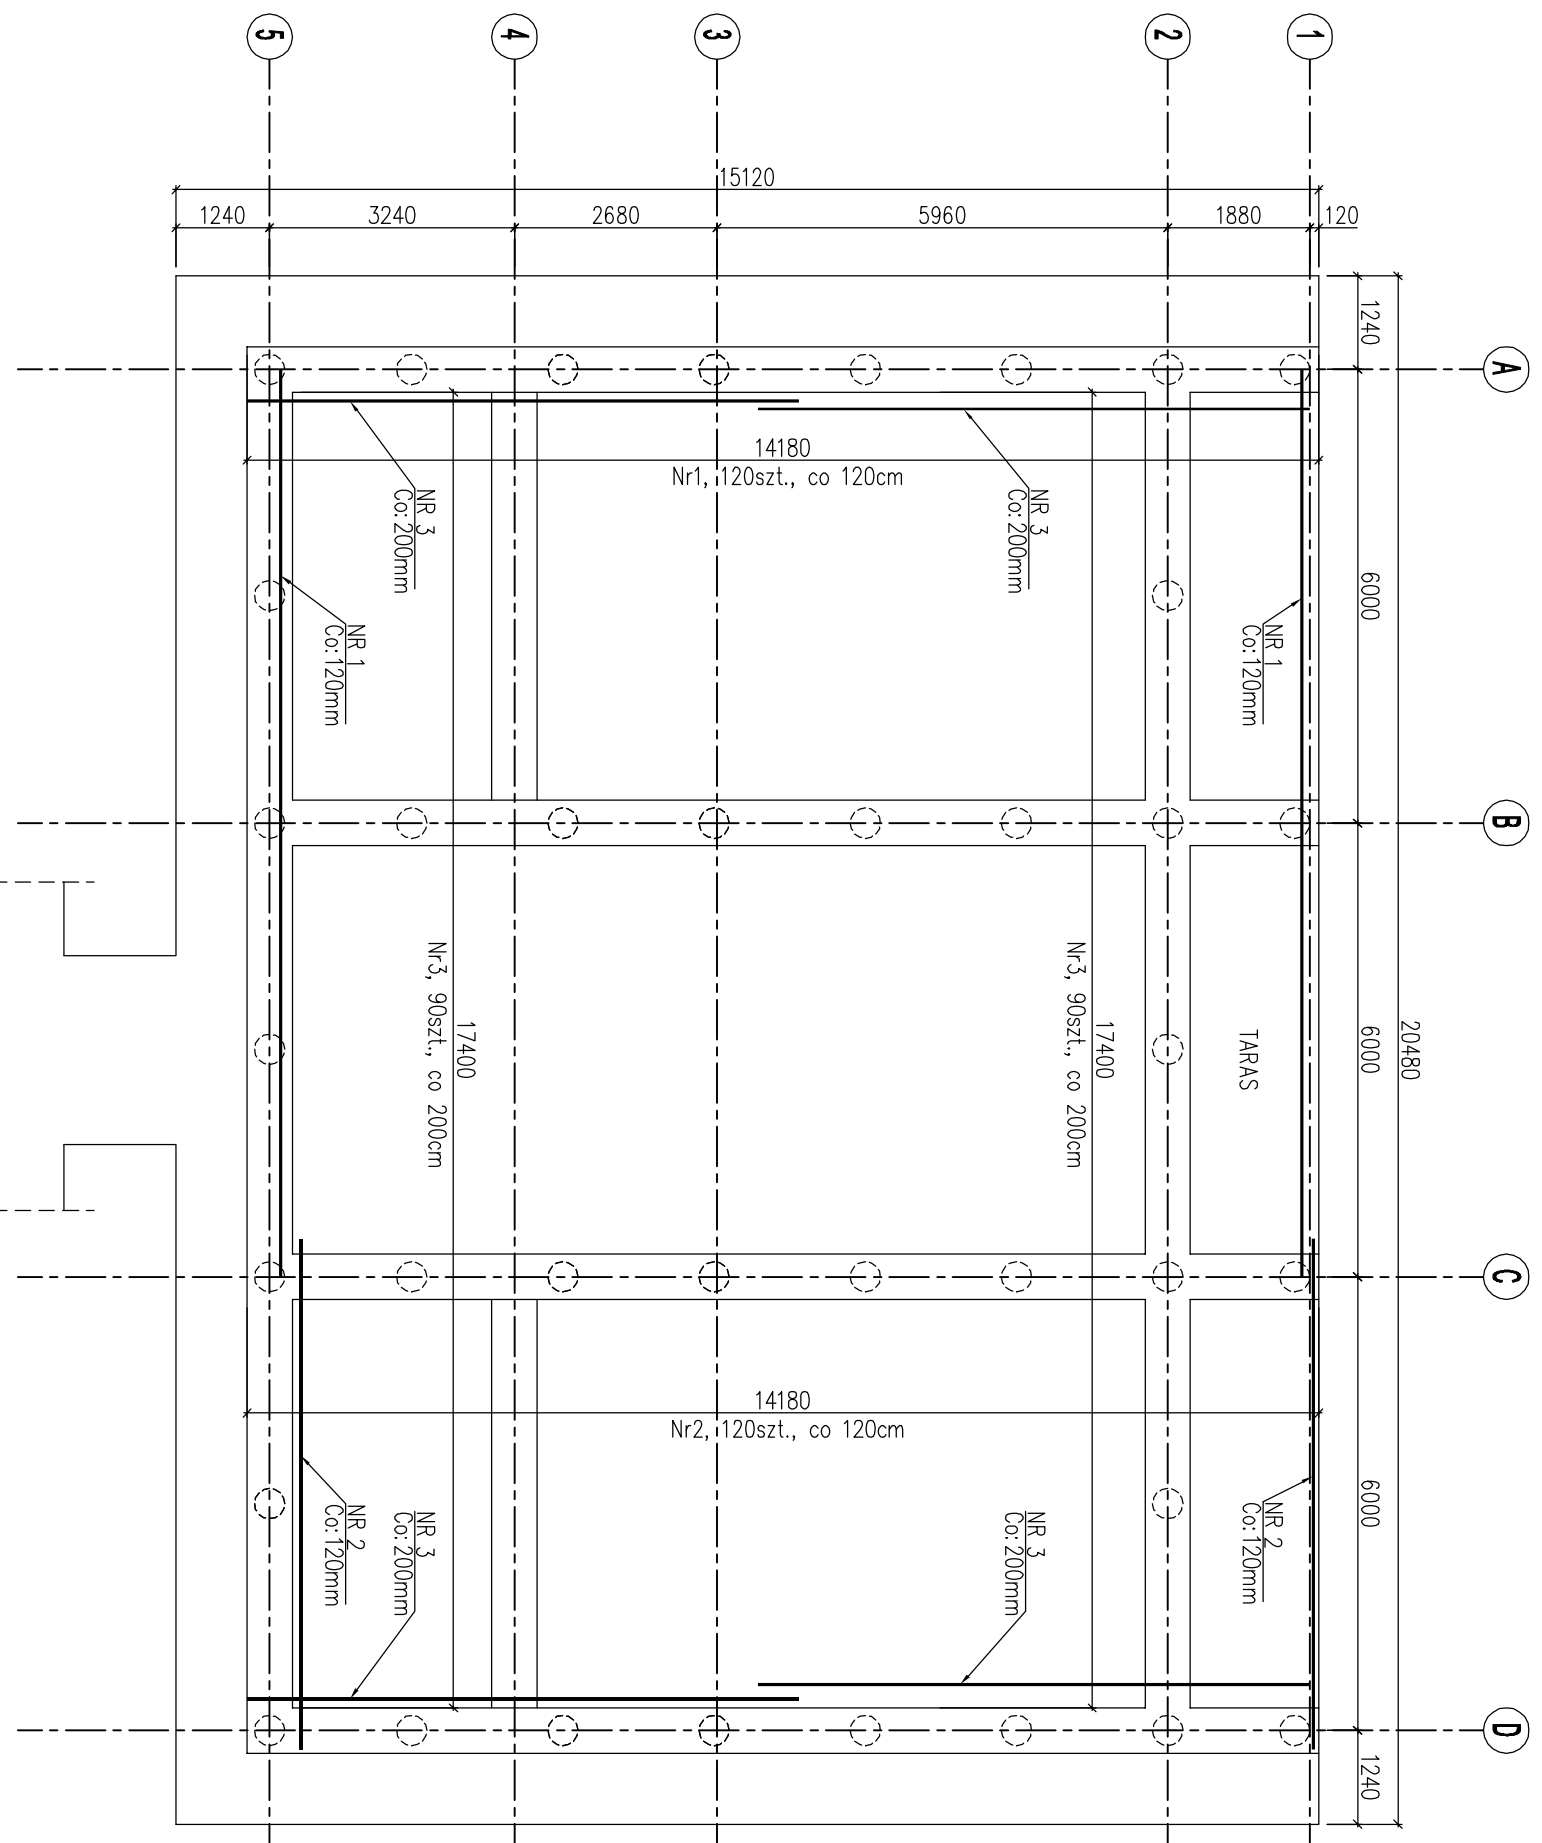 5
4
3
2
1
15120
1240
3240
2680
5960
1880
120
A
B
C
D
1240
6000
6000
6000
1240
20480
14180
Nr1, 120szt., co 120cm
NR 3
Co:200mm
NR 3
Co:200mm
NR 1
Co:120mm
NR 1
Co:120mm
17400
Nr3, 90szt., co 200cm
17400
Nr3, 90szt., co 200cm
TARAS
14180
Nr2, 120szt., co 120cm
NR 2
Co:120mm
NR 3
Co:200mm
NR 3
Co:200mm
NR 2
Co:120mm